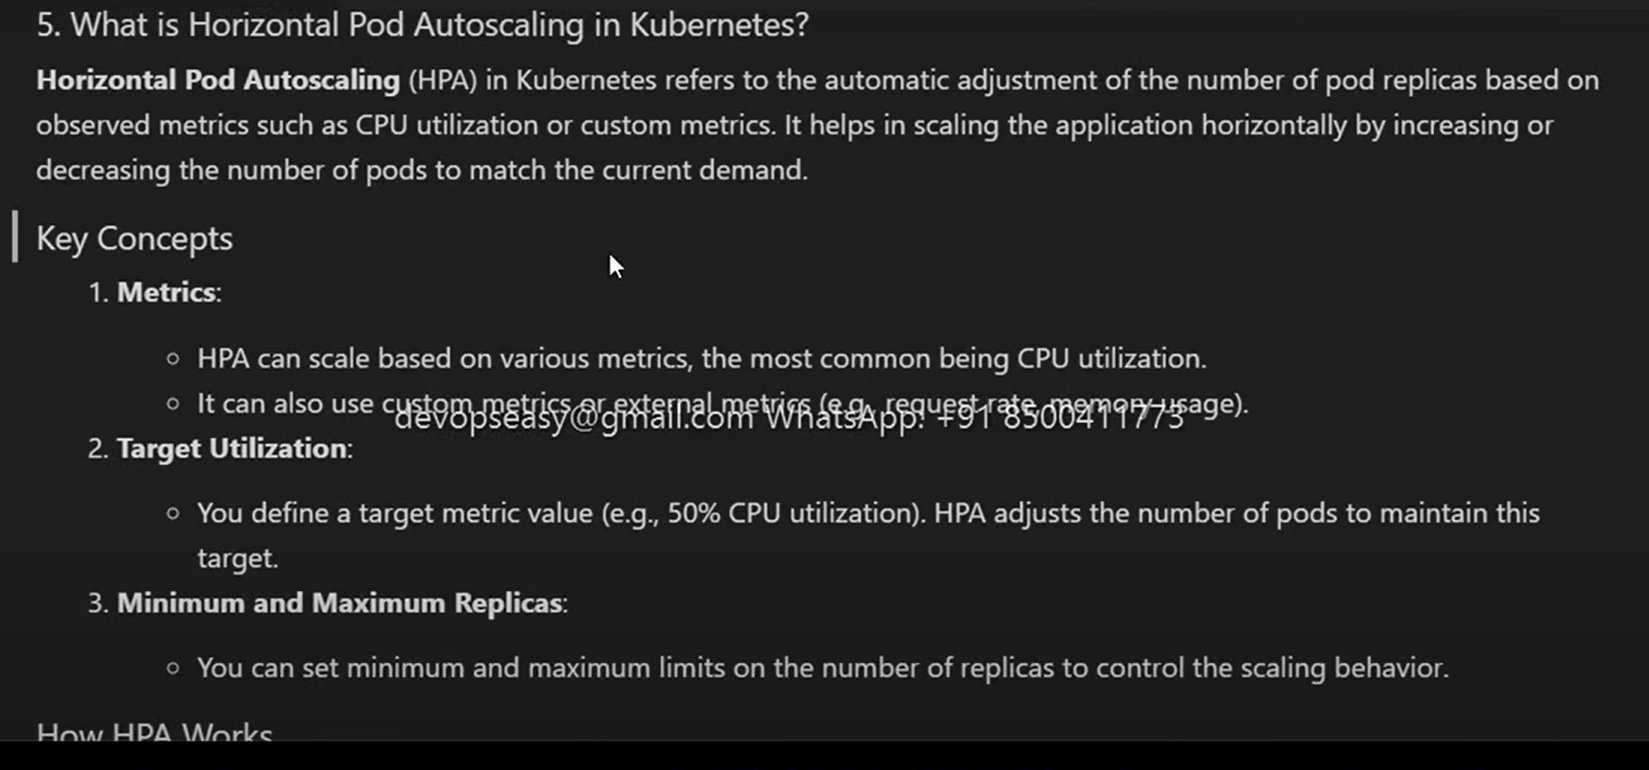 5. What is Horizontal Pod Autoscaling in Kubernetes?
Horizontal Pod Autoscaling (HPA) in Kubernetes refers to the automatic adjustment of the number of pod replicas based on
observed metrics such as CPU utilization or custom metrics. It helps in scaling the application horizontally by increasing or
decreasing the number of pods to match the current demand.
Key Concepts
1. Metrics:
○ HPA can scale based on various metrics, the most common being CPU utilization.
○ It can also use custom metrics or external metrics (e.g., request rate, memory usage).
devopseasy@gmail.com WhatsApp: +91 8500411773
2. Target Utilization:
○ You define a target metric value (e.g., 50% CPU utilization). HPA adjusts the number of pods to maintain this
target.
3. Minimum and Maximum Replicas:
○ You can set minimum and maximum limits on the number of replicas to control the scaling behavior.
How HPA Works